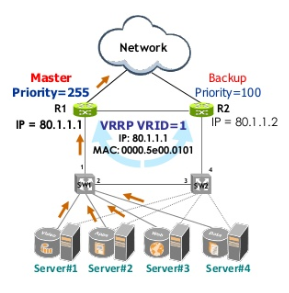 Network
Master
Priority=255
Backup
Priority=100
R1
R2
IP = 80.1.1.1
VRRP VRID=1
IP = 80.1.1.2
IP: 80.1.1.1
MAC: 0000.5e00.0101
1
4
SW1
2
3
SW2
Server#1
Server#2
Server#3
Server#4